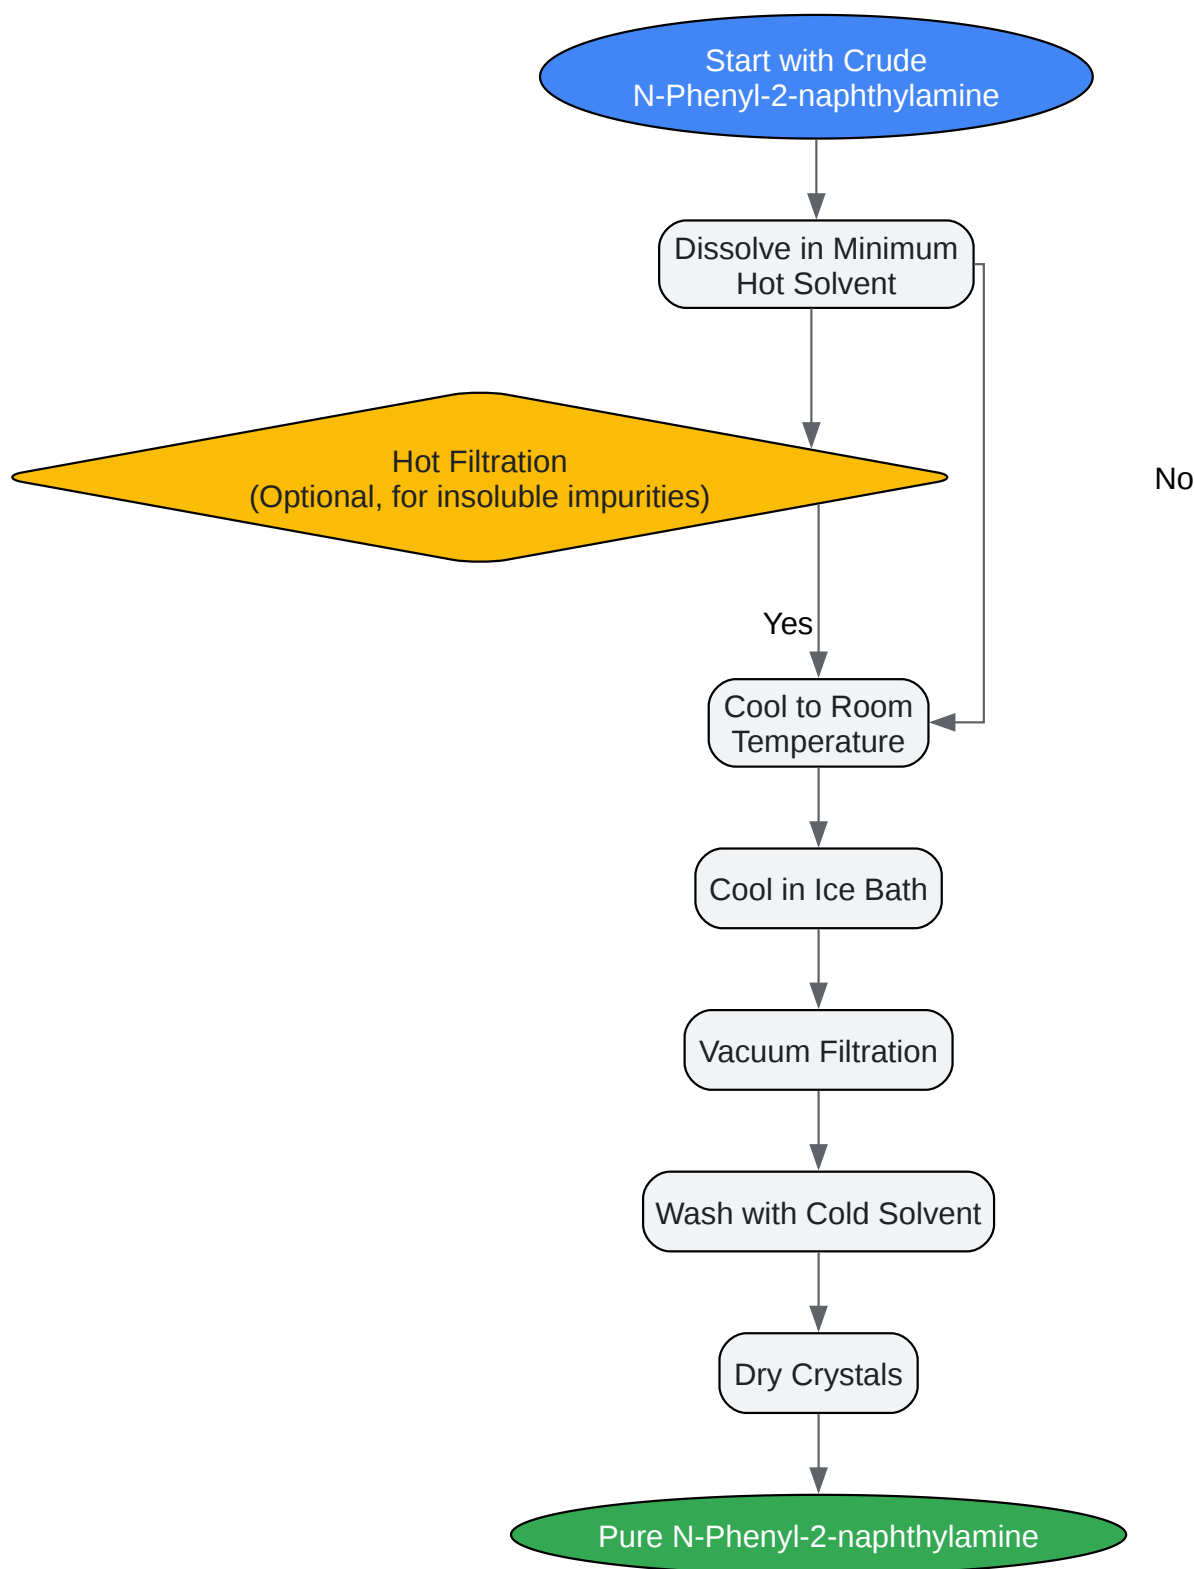 Start with Crude
N-Phenyl-2-naphthylamine
Dissolve in Minimum
Hot Solvent
Hot Filtration
(Optional, for insoluble impurities)
No
Yes
Cool to Room
Temperature
Cool in Ice Bath
Vacuum Filtration
Wash with Cold Solvent
Dry Crystals
Pure N-Phenyl-2-naphthylamine